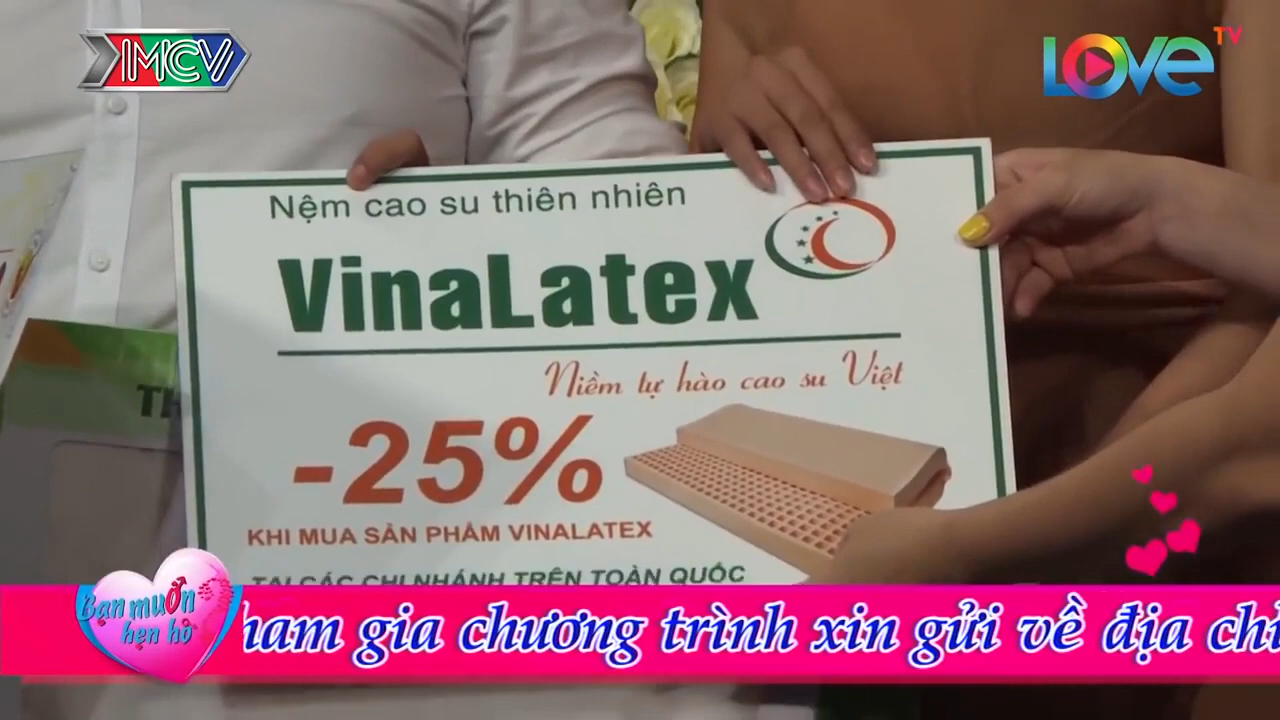 MCV
LOVE TV
Nệm cao su thiên nhiên
VinaLatex
Niềm tự hào cao su Việt
-25%
KHI MUA SẢN PHẨM VINALATEX
TẠI CÁC CHI NHÁNH TRÊN TOÀN QUỐC
Bạn muốn
hẹn hò
ham gia chương trình xin gửi về địa chỉ